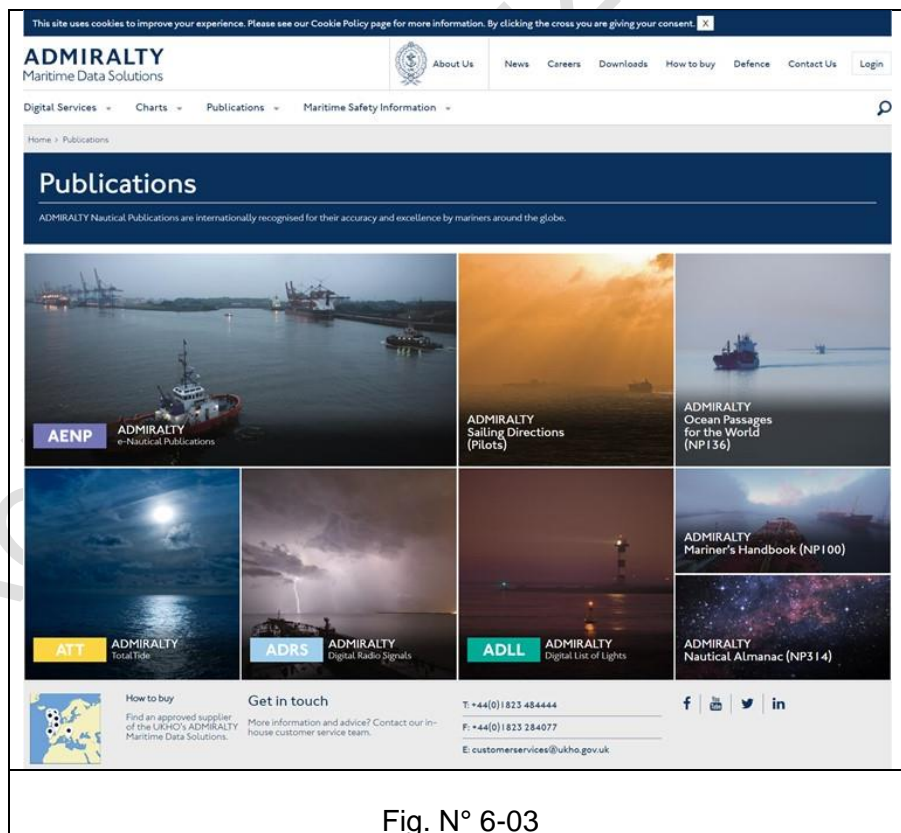 This site uses cookies to improve your experience. Please see our Cookie Policy page for more information. By clicking the cross you are giving your consent. X
ADMIRALTY
Maritime Data Solutions
About Us
News
Careers
Downloads
How to buy
Defence
Contact Us
Login
Digital Services
Charts
Publications
Maritime Safety Information
Home > Publications
Publications
ADMIRALTY Nautical Publications are internationally recognised for their accuracy and excellence by mariners around the globe.
AENP
ADMIRALTY
e-Nautical Publications
ADMIRALTY
Sailing Directions
(Pilots)
ADMIRALTY
Ocean Passages
for the World
(NP136)
ATT
ADMIRALTY
TotalTide
ADRS
ADMIRALTY
Digital Radio Signals
ADLL
ADMIRALTY
Digital List of Lights
ADMIRALTY
Mariner's Handbook (NP100)
ADMIRALTY
Nautical Almanac (NP314)
How to buy
Find an approved supplier
of the UKHO's ADMIRALTY
Maritime Data Solutions.
Get in touch
More information and advice? Contact our in-
house customer service team.
T: +44(0)1823 484444
F: +44(0)1823 284077
E: customerservices@ukho.gov.uk
Fig. N° 6-03